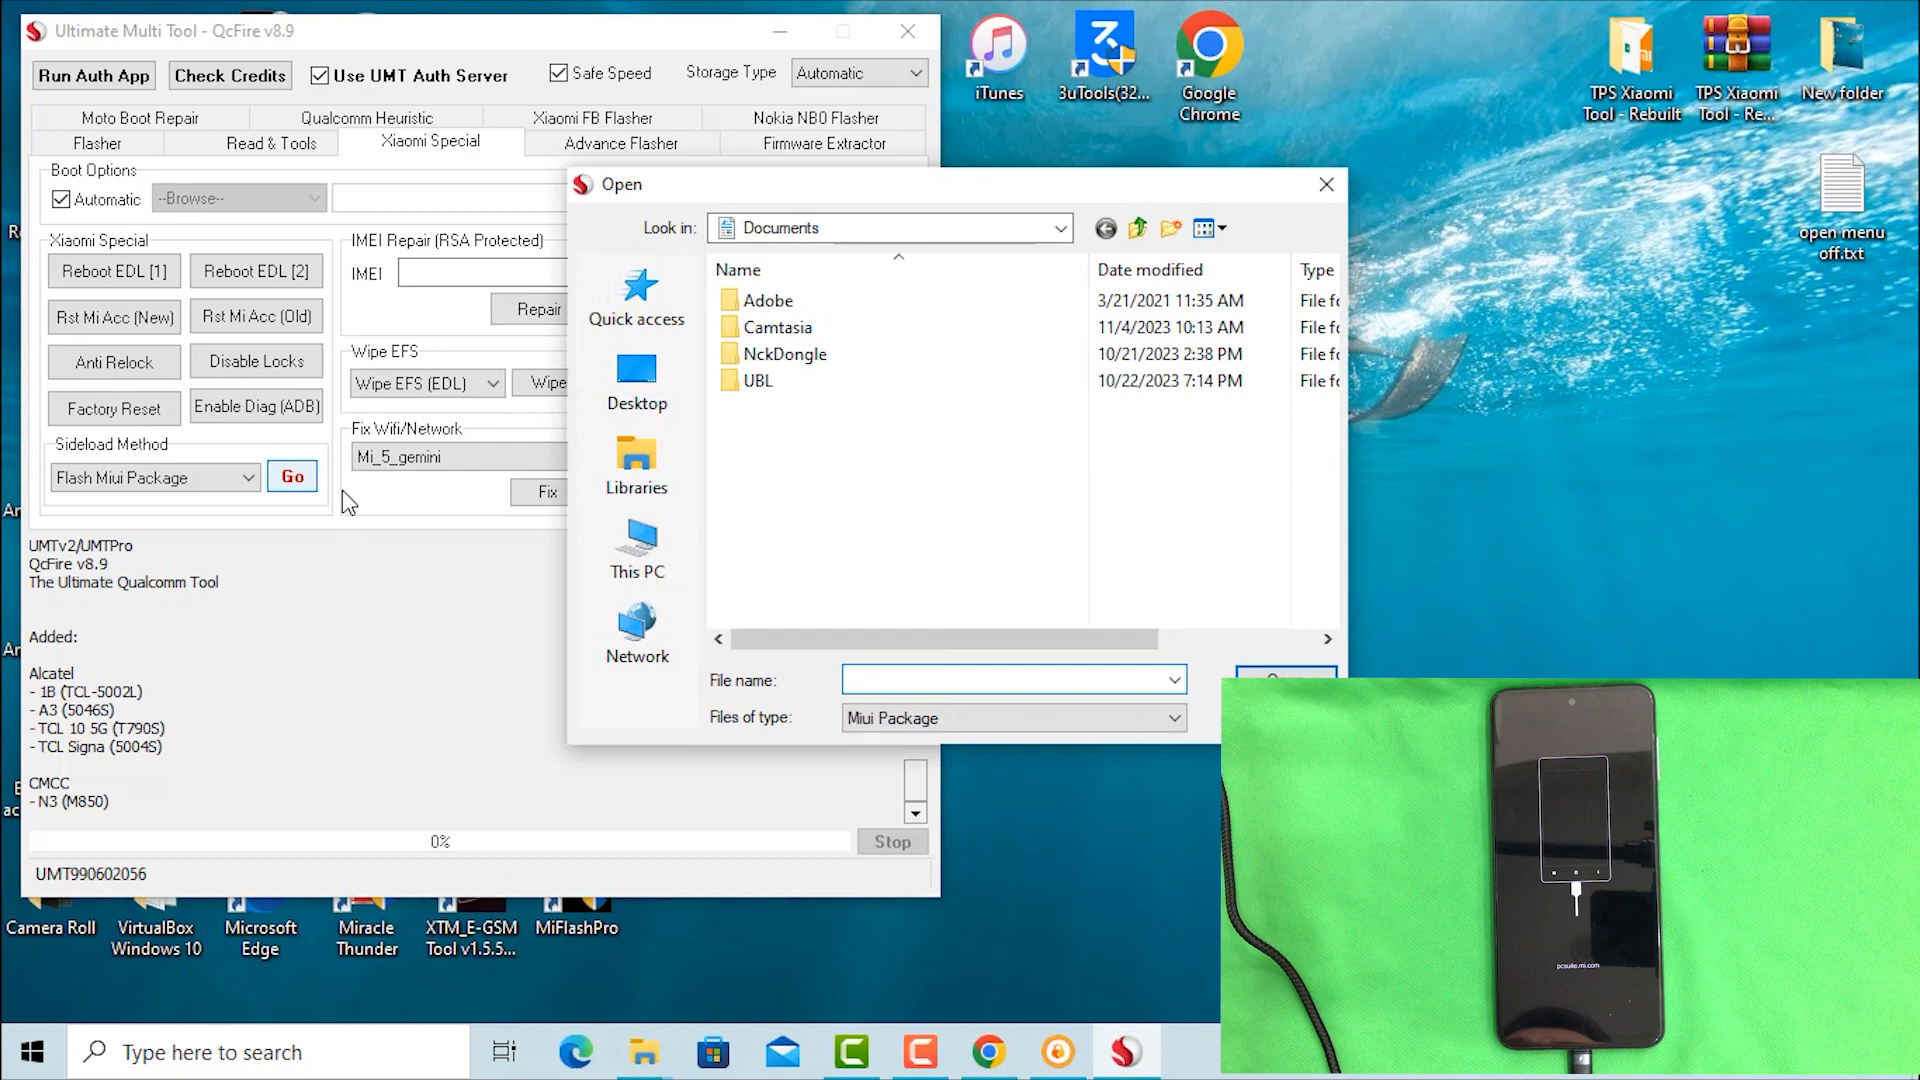 Ultimate Multi Tool - QcFire v8.9
Run Auth App
Check Credits
Use UMT Auth Server
Safe Speed
Storage Type
Automatic
Moto Boot Repair
Qualcomm Heuristic
Xiaomi FB Flasher
Nokia NB0 Flasher
Flasher
Read & Tools
Xiaomi Special
Advance Flasher
Firmware Extractor
Boot Options
Automatic
--Browse--
Xiaomi Special
Reboot EDL [1]
Reboot EDL [2]
Rst Mi Acc (New)
Rst Mi Acc (Old)
Anti Relock
Disable Locks
Factory Reset
Enable Diag (ADB)
Sideload Method
Flash Miui Package
Go
IMEI Repair (RSA Protected)
IMEI
Repair
Wipe EFS
Wipe EFS (EDL)
Wipe
Fix Wifi/Network
Mi_5_gemini
Fix
UMTv2/UMTPro
QcFire v8.9
The Ultimate Qualcomm Tool
Added:
Alcatel
- 1B (TCL-5002L)
- A3 (5046S)
- TCL 10 5G (T790S)
- TCL Signa (5004S)
CMCC
- N3 (M850)
0%
Stop
UMT990602056
Open
Look in:
Documents
Name
Date modified
Type
Adobe
3/21/2021 11:35 AM
File fo
Camtasia
11/4/2023 10:13 AM
File fo
NckDongle
10/21/2023 2:38 PM
File fo
UBL
10/22/2023 7:14 PM
File fo
Quick access
Desktop
Libraries
This PC
Network
File name:
Files of type:
Miui Package
iTunes
3uTools(32...
Google
Chrome
TPS Xiaomi
Tool - Rebuilt
TPS Xiaomi
Tool - Re...
New folder
open menu
off.txt
Camera Roll
VirtualBox
Windows 10
Microsoft
Edge
Miracle
Thunder
XTM_E-GSM
Tool v1.5.5...
MiFlashPro
Type here to search
pcsuite.mi.com